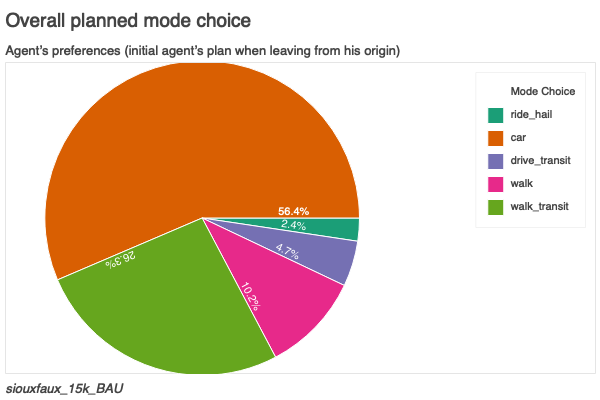 Overall planned mode choice
Agent's preferences (initial agent's plan when leaving from his origin)
Mode Choice
ride_hail
car
drive_transit
walk
walk_transit
56.4%
2.4%
4.7%
10.2%
26.3%
siouxfaux_15k_BAU